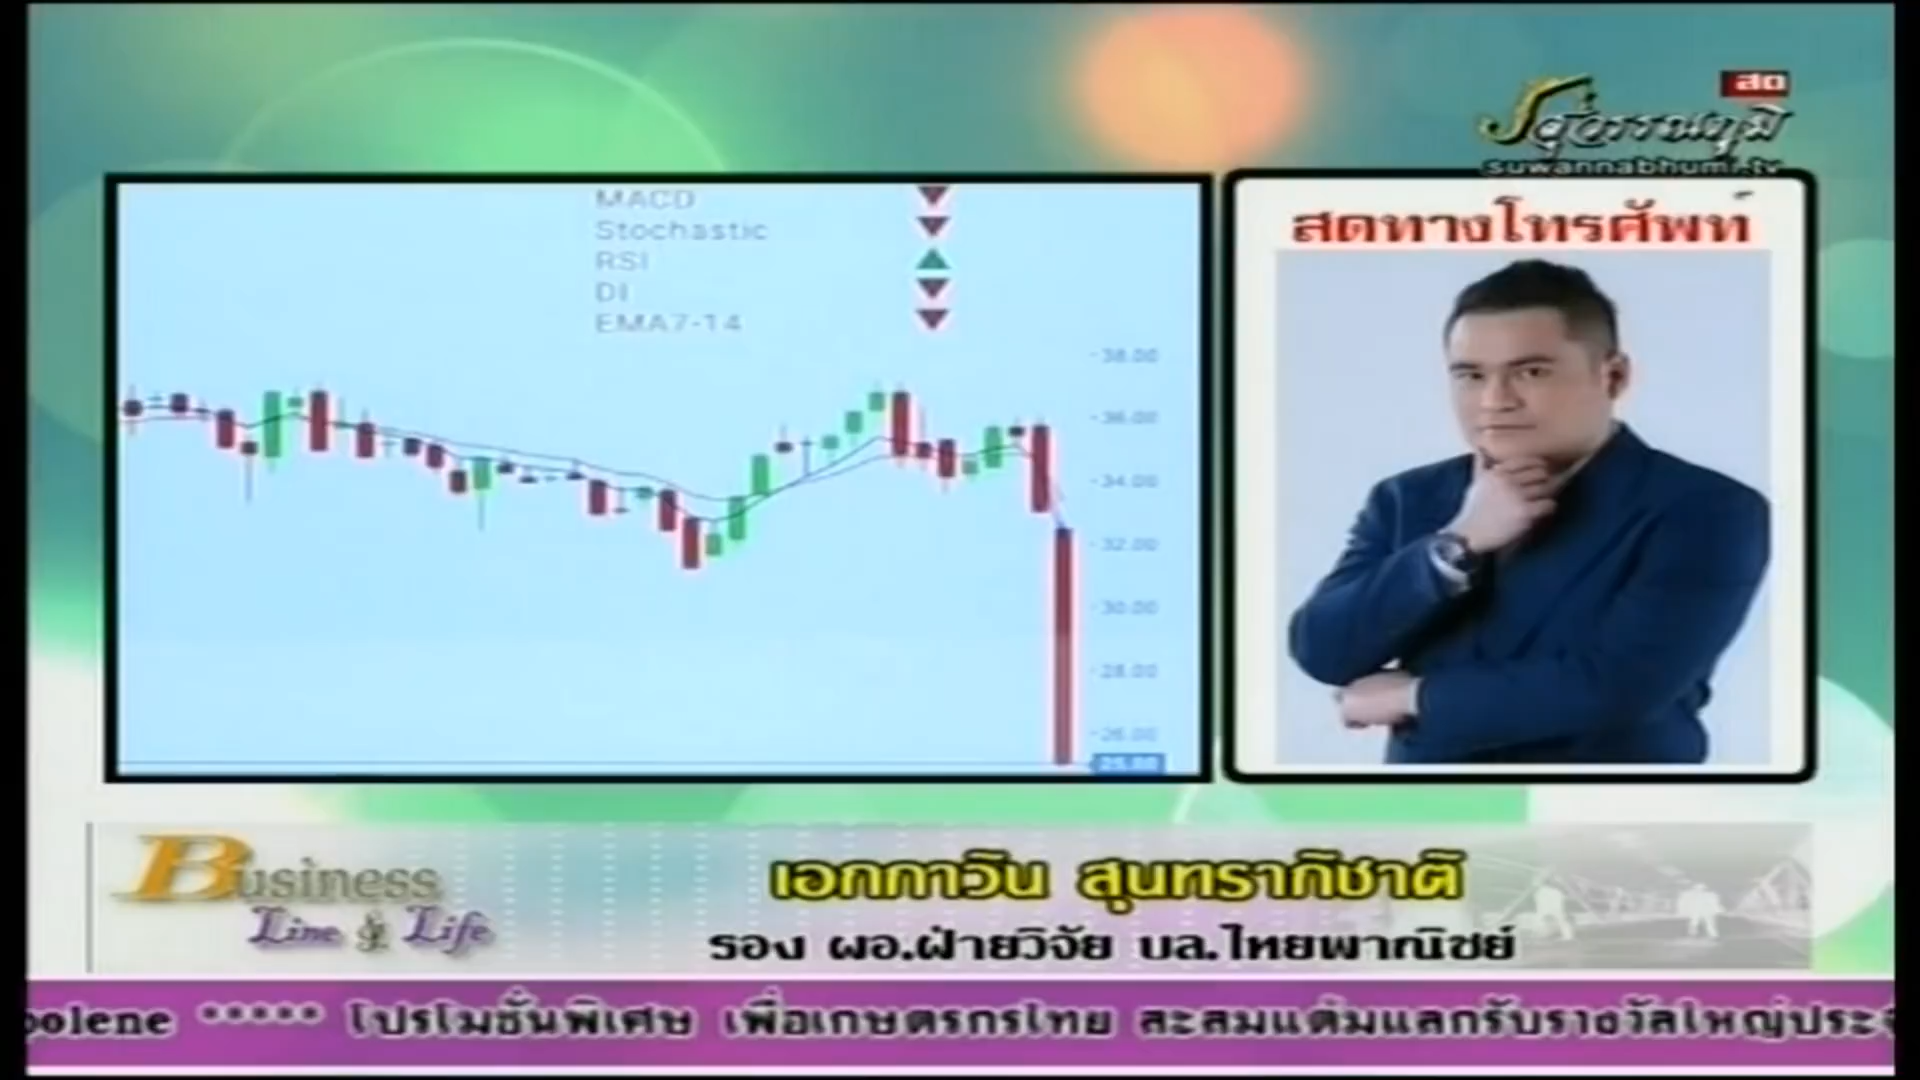 สด
สุวรรณภูมิ
suwannabhumi.tv
สดทางโทรศัพท์
MACD
Stochastic
RSI
DI
EMA7-14
38.00
36.00
34.00
32.00
30.00
28.00
26.00
25.00
Business
Line & Life
เอกภาวิน สุนทราภิชาติ
รอง ผอ.ฝ่ายวิจัย บล.ไทยพาณิชย์
polene ***** โปรโมชั่นพิเศษ เพื่อเกษตรกรไทย สะสมแต้มแลกรับรางวัลใหญ่ประจ